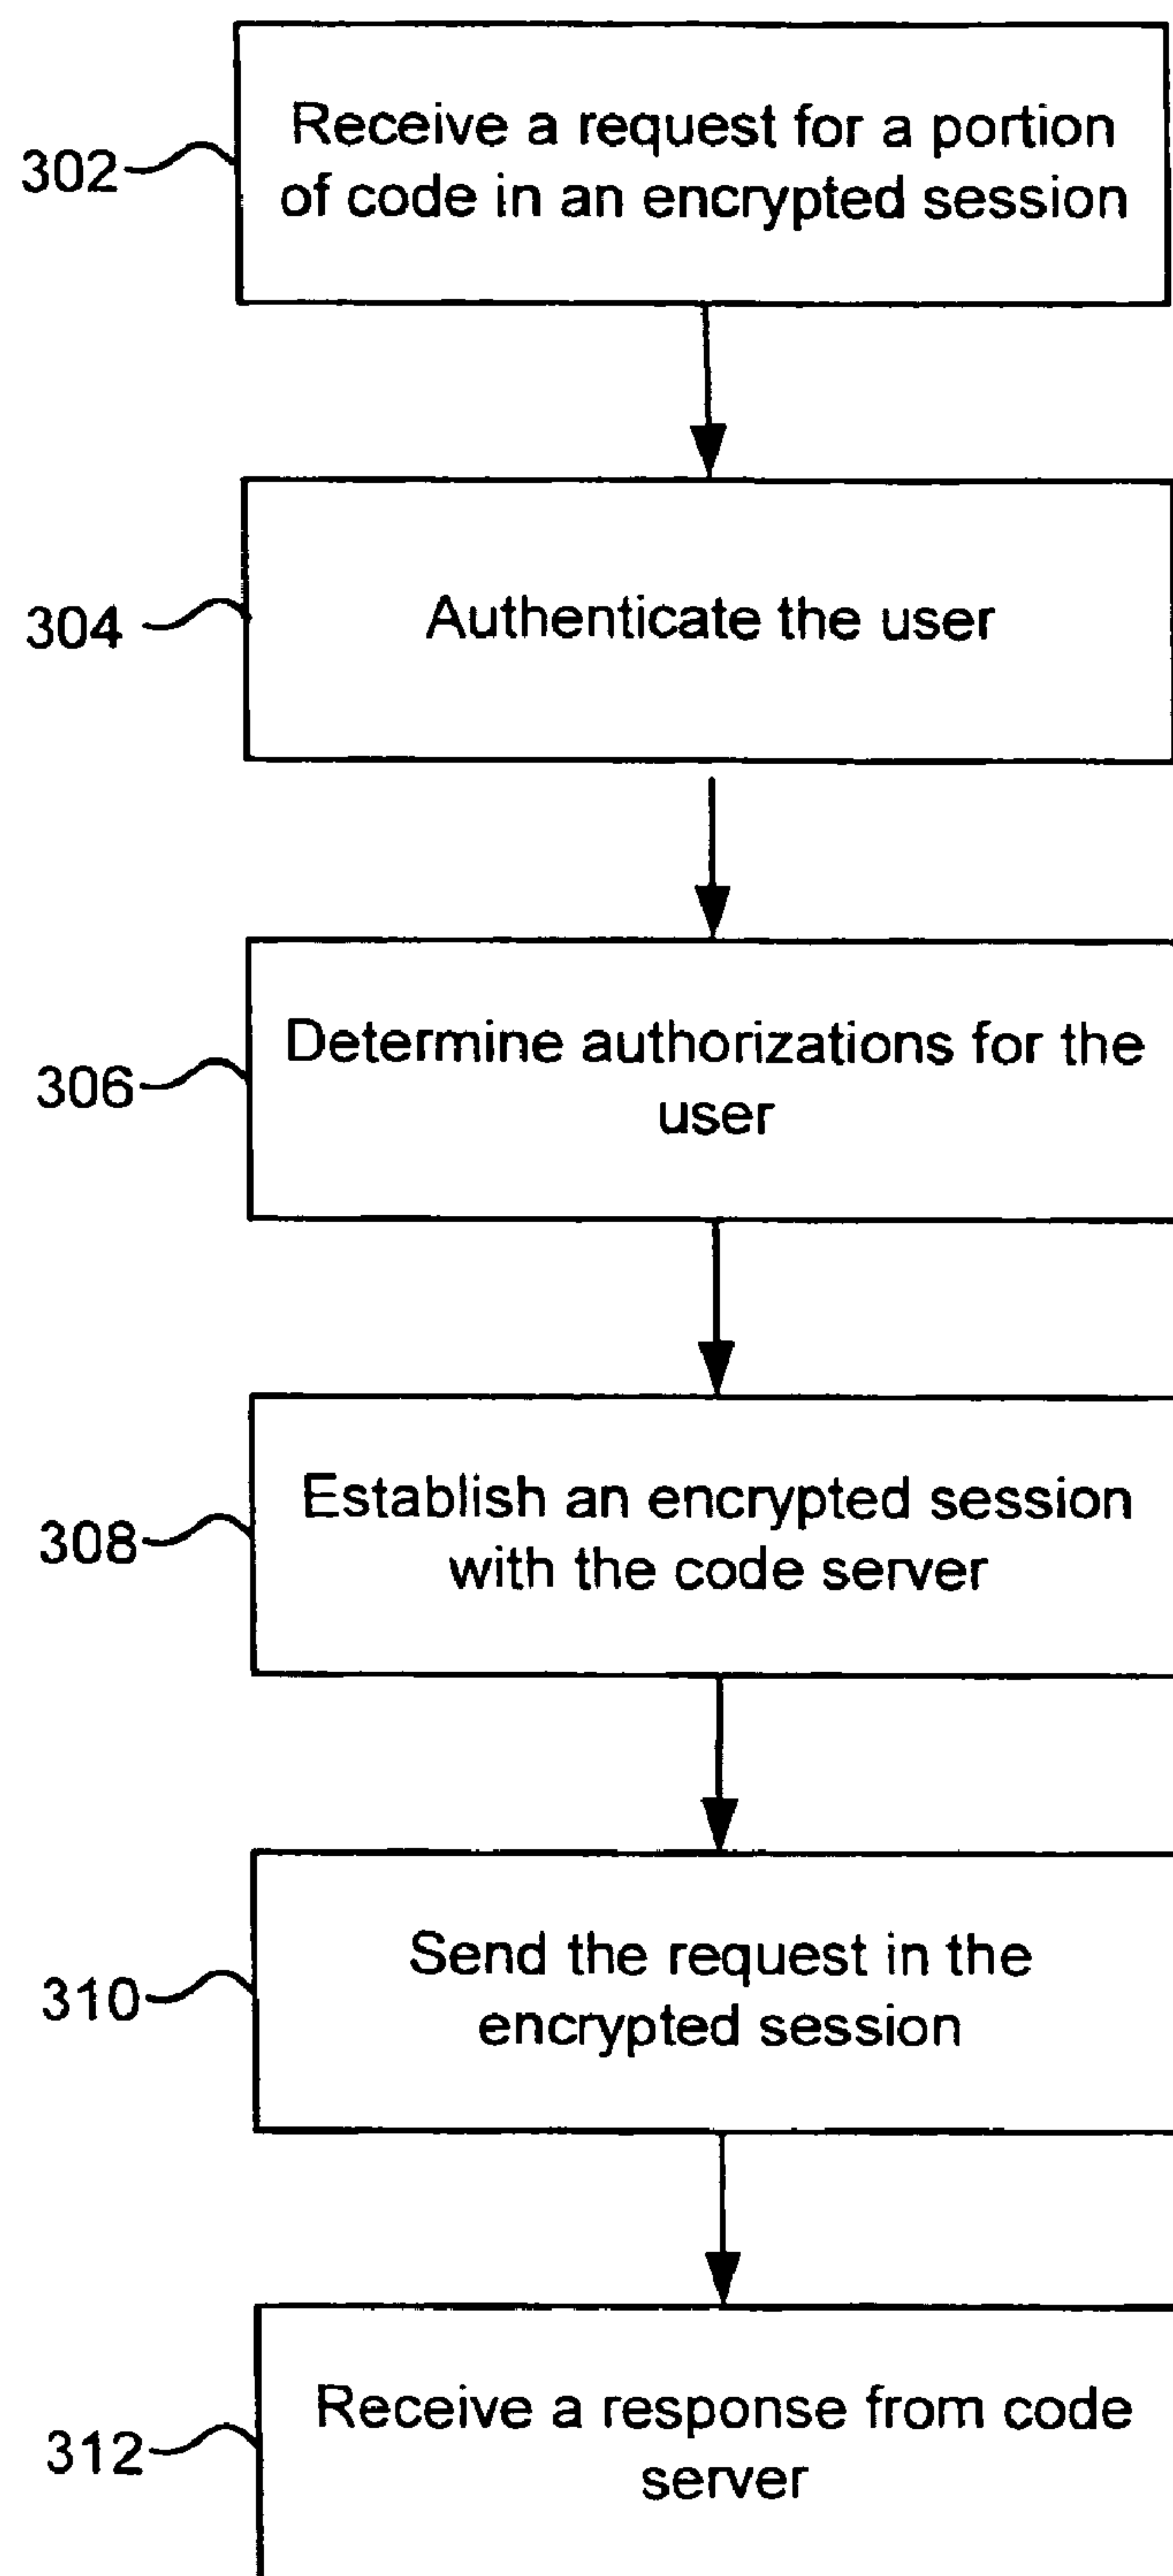 302
Receive a request for a portion
of code in an encrypted session
304
Authenticate the user
306
Determine authorizations for the
user
308
Establish an encrypted session
with the code server
310
Send the request in the
encrypted session
312
Receive a response from code
server